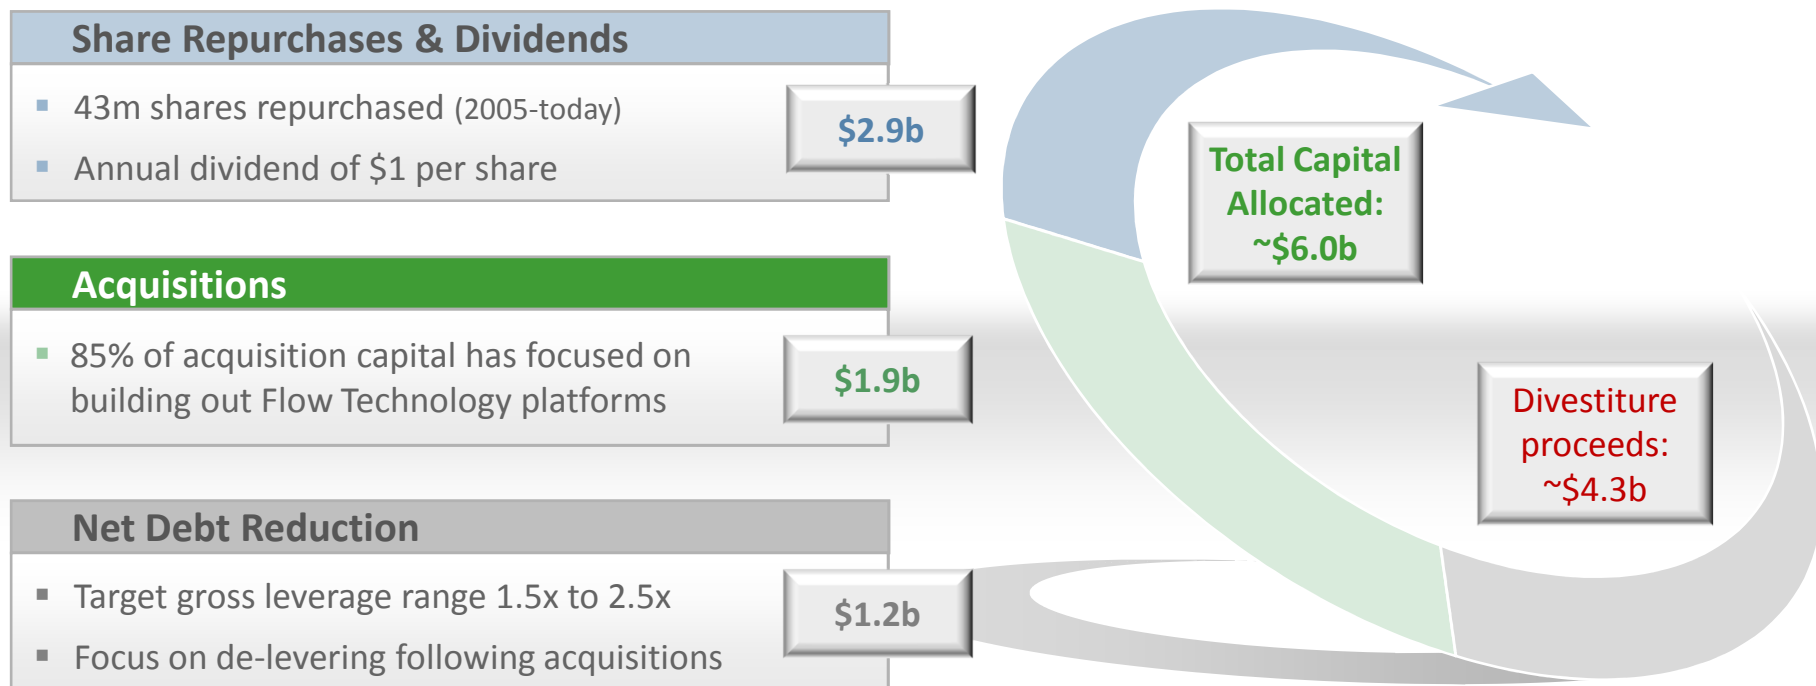 Share Repurchases & Dividends
▪ 43m shares repurchased (2005-today)
▪ Annual dividend of $1 per share
$2.9b
Acquisitions
▪ 85% of acquisition capital has focused on
building out Flow Technology platforms
$1.9b
Net Debt Reduction
▪ Target gross leverage range 1.5x to 2.5x
▪ Focus on de-levering following acquisitions
$1.2b
Total Capital
Allocated:
~$6.0b
Divestiture
proceeds:
~$4.3b